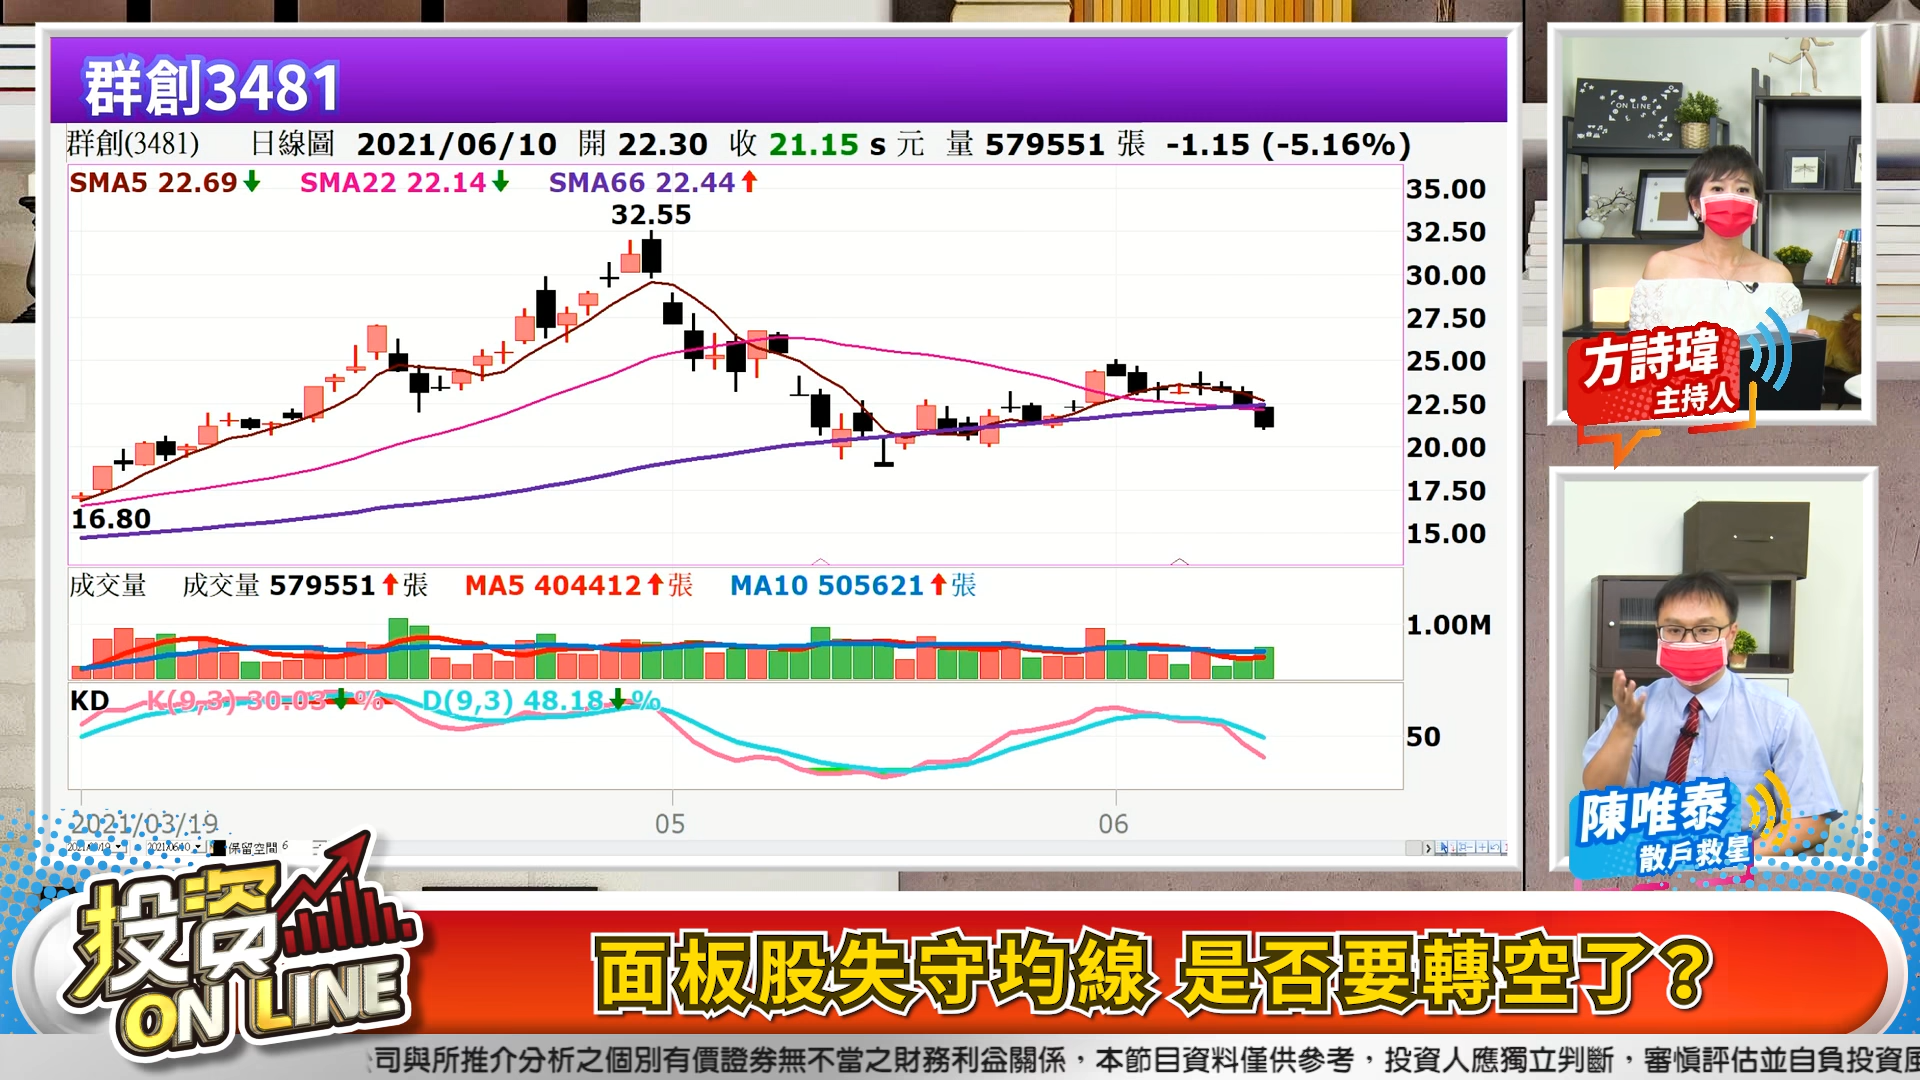 群創3481
群創(3481) 日線圖 2021/06/10 開 22.30 收 21.15 s 元 量 579551 張 -1.15 (-5.16%)
SMA5 22.69↓ SMA22 22.14↓ SMA66 22.44↑
32.55
16.80
35.00
32.50
30.00
27.50
25.00
22.50
20.00
17.50
15.00
成交量 成交量 579551↑張 MA5 404412↑張 MA10 505621↑張
1.00M
KD K(9,3) 30.03↓% D(9,3) 48.18↓%
50
2021/03/19 05 06
保留空間 6
ON LINE
方詩瑋
主持人
陳唯泰
散戶救星
投資
ON LINE
面板股失守均線 是否要轉空了?
司與所推介分析之個別有價證券無不當之財務利益關係，本節目資料僅供參考，投資人應獨立判斷，審慎評估並自負投資風